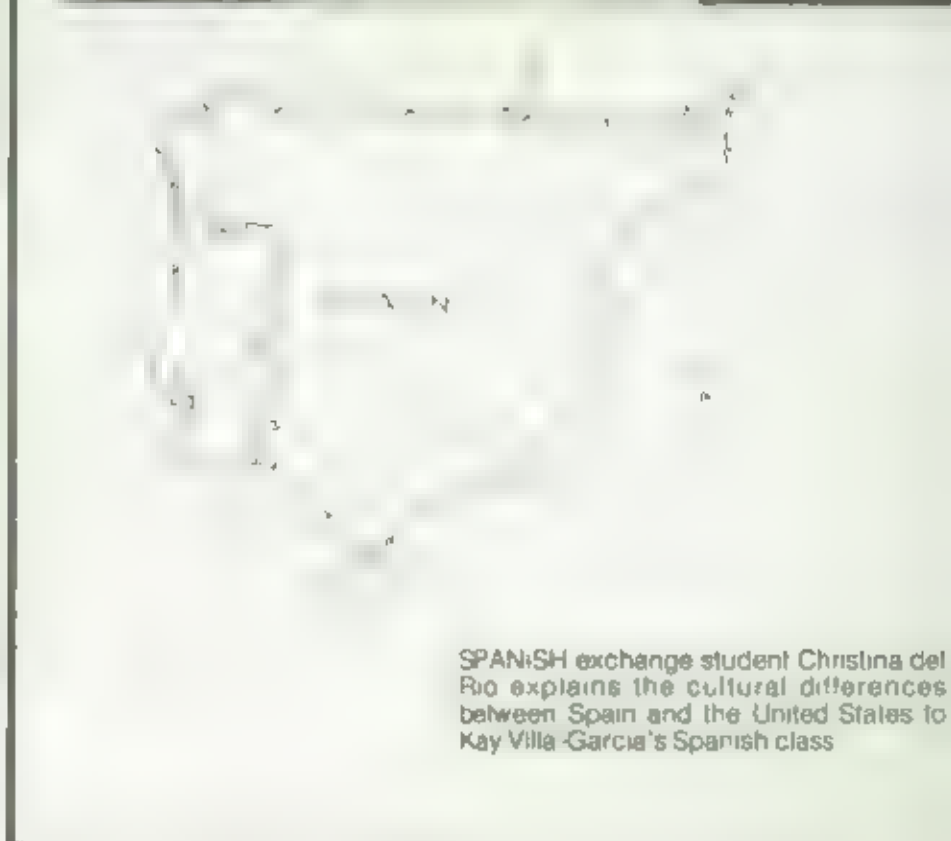 SPANISH exchange student Christina del
Rio explains the cultural differences
between Spain and the United States to
Kay Villa-Garcia's Spanish class